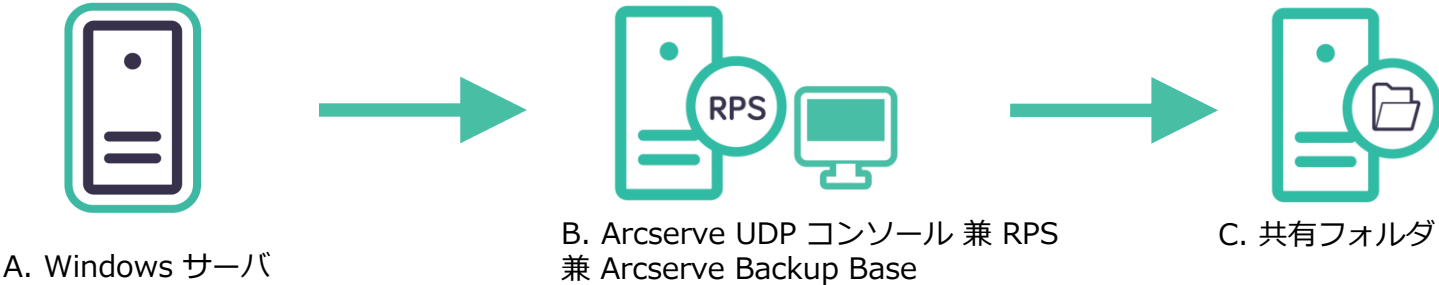 RPS
A. Windows サーバ
B. Arcserve UDP コンソール 兼 RPS
兼 Arcserve Backup Base
C. 共有フォルダ